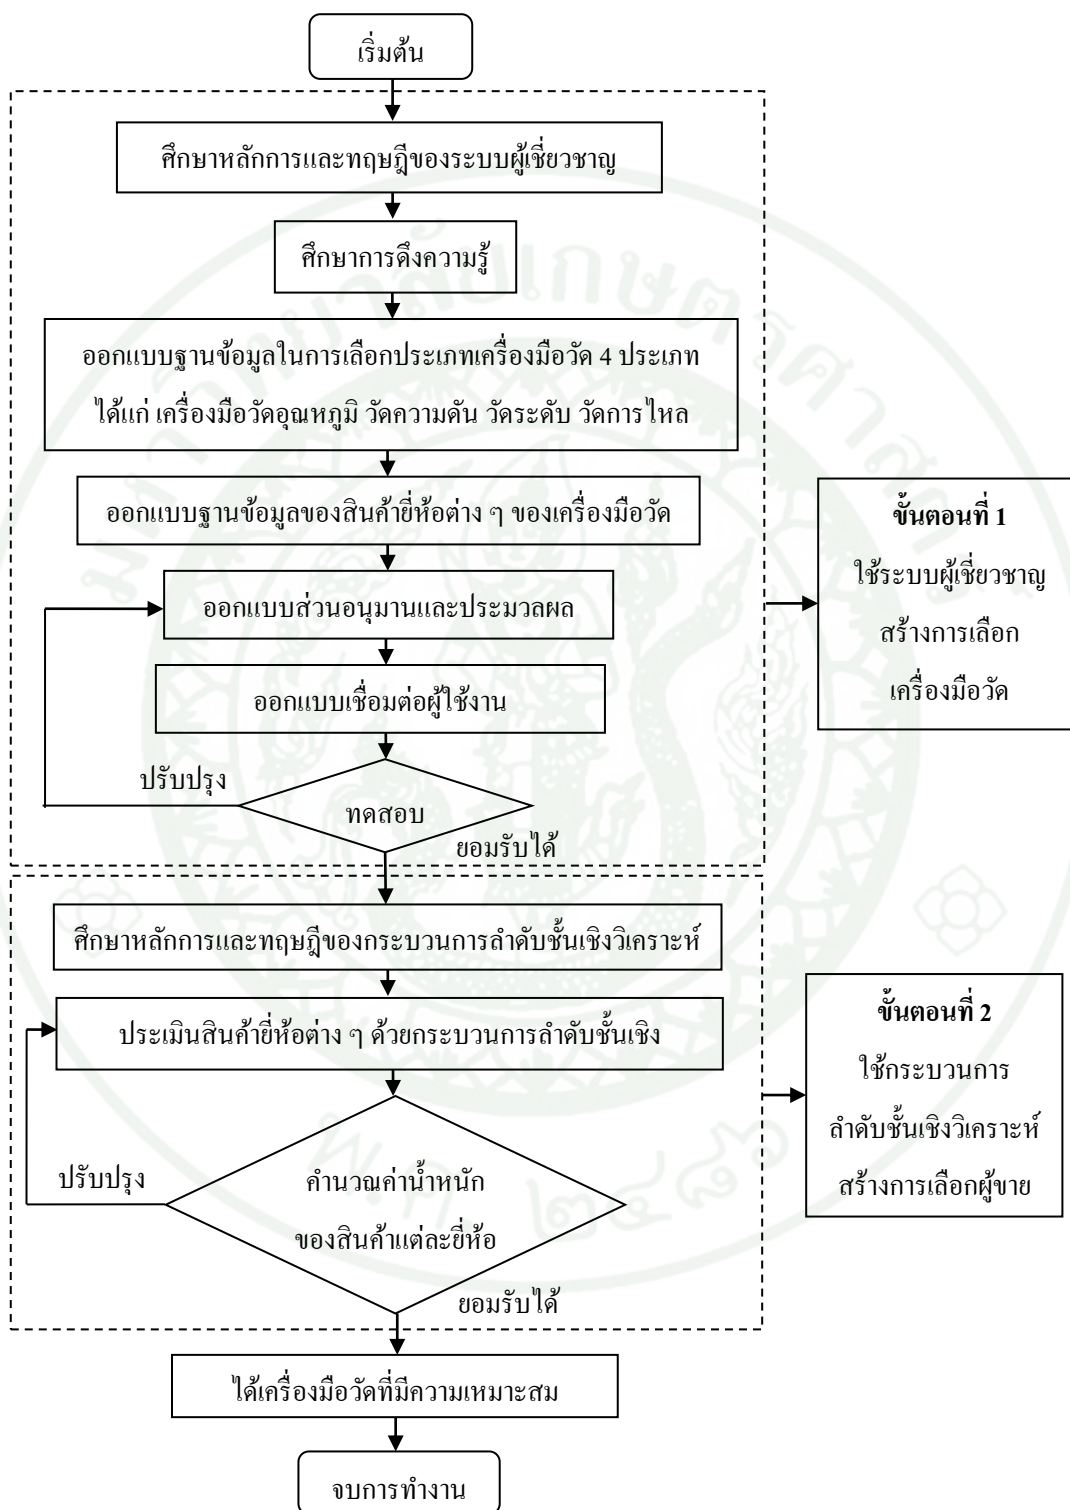 เริ่มต้น
ศึกษาหลักการและทฤษฎีของระบบผู้เชี่ยวชาญ
ศึกษาการดึงความรู้
ออกแบบฐานข้อมูลในการเลือกประเภทเครื่องมือวัด 4 ประเภท
ได้แก่ เครื่องมือวัดอุณหภูมิ วัดความดัน วัดระดับ วัดการไหล
ออกแบบฐานข้อมูลของสินค้ายี่ห้อต่าง ๆ ของเครื่องมือวัด
ออกแบบส่วนอนุมานและประมวลผล
ออกแบบเชื่อมต่อผู้ใช้งาน
ปรับปรุง
ทดสอบ
ยอมรับได้
ขั้นตอนที่ 1
ใช้ระบบผู้เชี่ยวชาญ
สร้างการเลือก
เครื่องมือวัด
ศึกษาหลักการและทฤษฎีของกระบวนการลำดับชั้นเชิงวิเคราะห์
ประเมินสินค้ายี่ห้อต่าง ๆ ด้วยกระบวนการลำดับชั้นเชิง
ปรับปรุง
คำนวณค่าน้ำหนัก
ของสินค้าแต่ละยี่ห้อ
ยอมรับได้
ขั้นตอนที่ 2
ใช้กระบวนการ
ลำดับชั้นเชิงวิเคราะห์
สร้างการเลือกผู้ขาย
ได้เครื่องมือวัดที่มีความเหมาะสม
จบการทำงาน
มหาวิทยาลัยเกษตรศาสตร์
พ.ศ. ๒๔๘๖